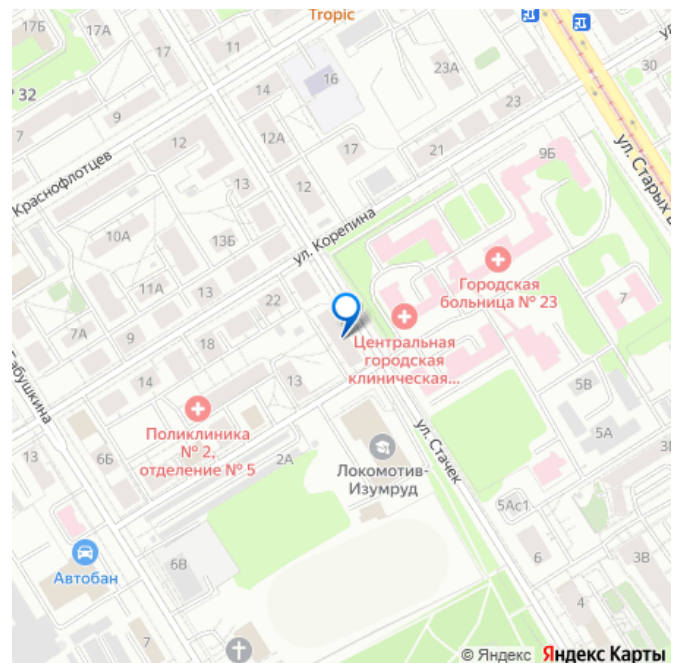 Tropic
17Б
17А
11
23А
30
32
14
16
23
9
12А
7
12
17
21
9Б
Краснофлотцев
13
12
ул. Старых
10А
13Б
ул. Корепина
Городская
больница № 23
11А
13
22
7
7А
9
18
Центральная
городская
клиническая...
14
13
5В
Бабушкина
Поликлиника
№ 2,
отделение № 5
ул. Стачек
5А
13
6Б
2А
Локомотив-
Изумруд
5Ас1
Автобан
6В
6
3В
4
7
© Яндекс Яндекс Карты